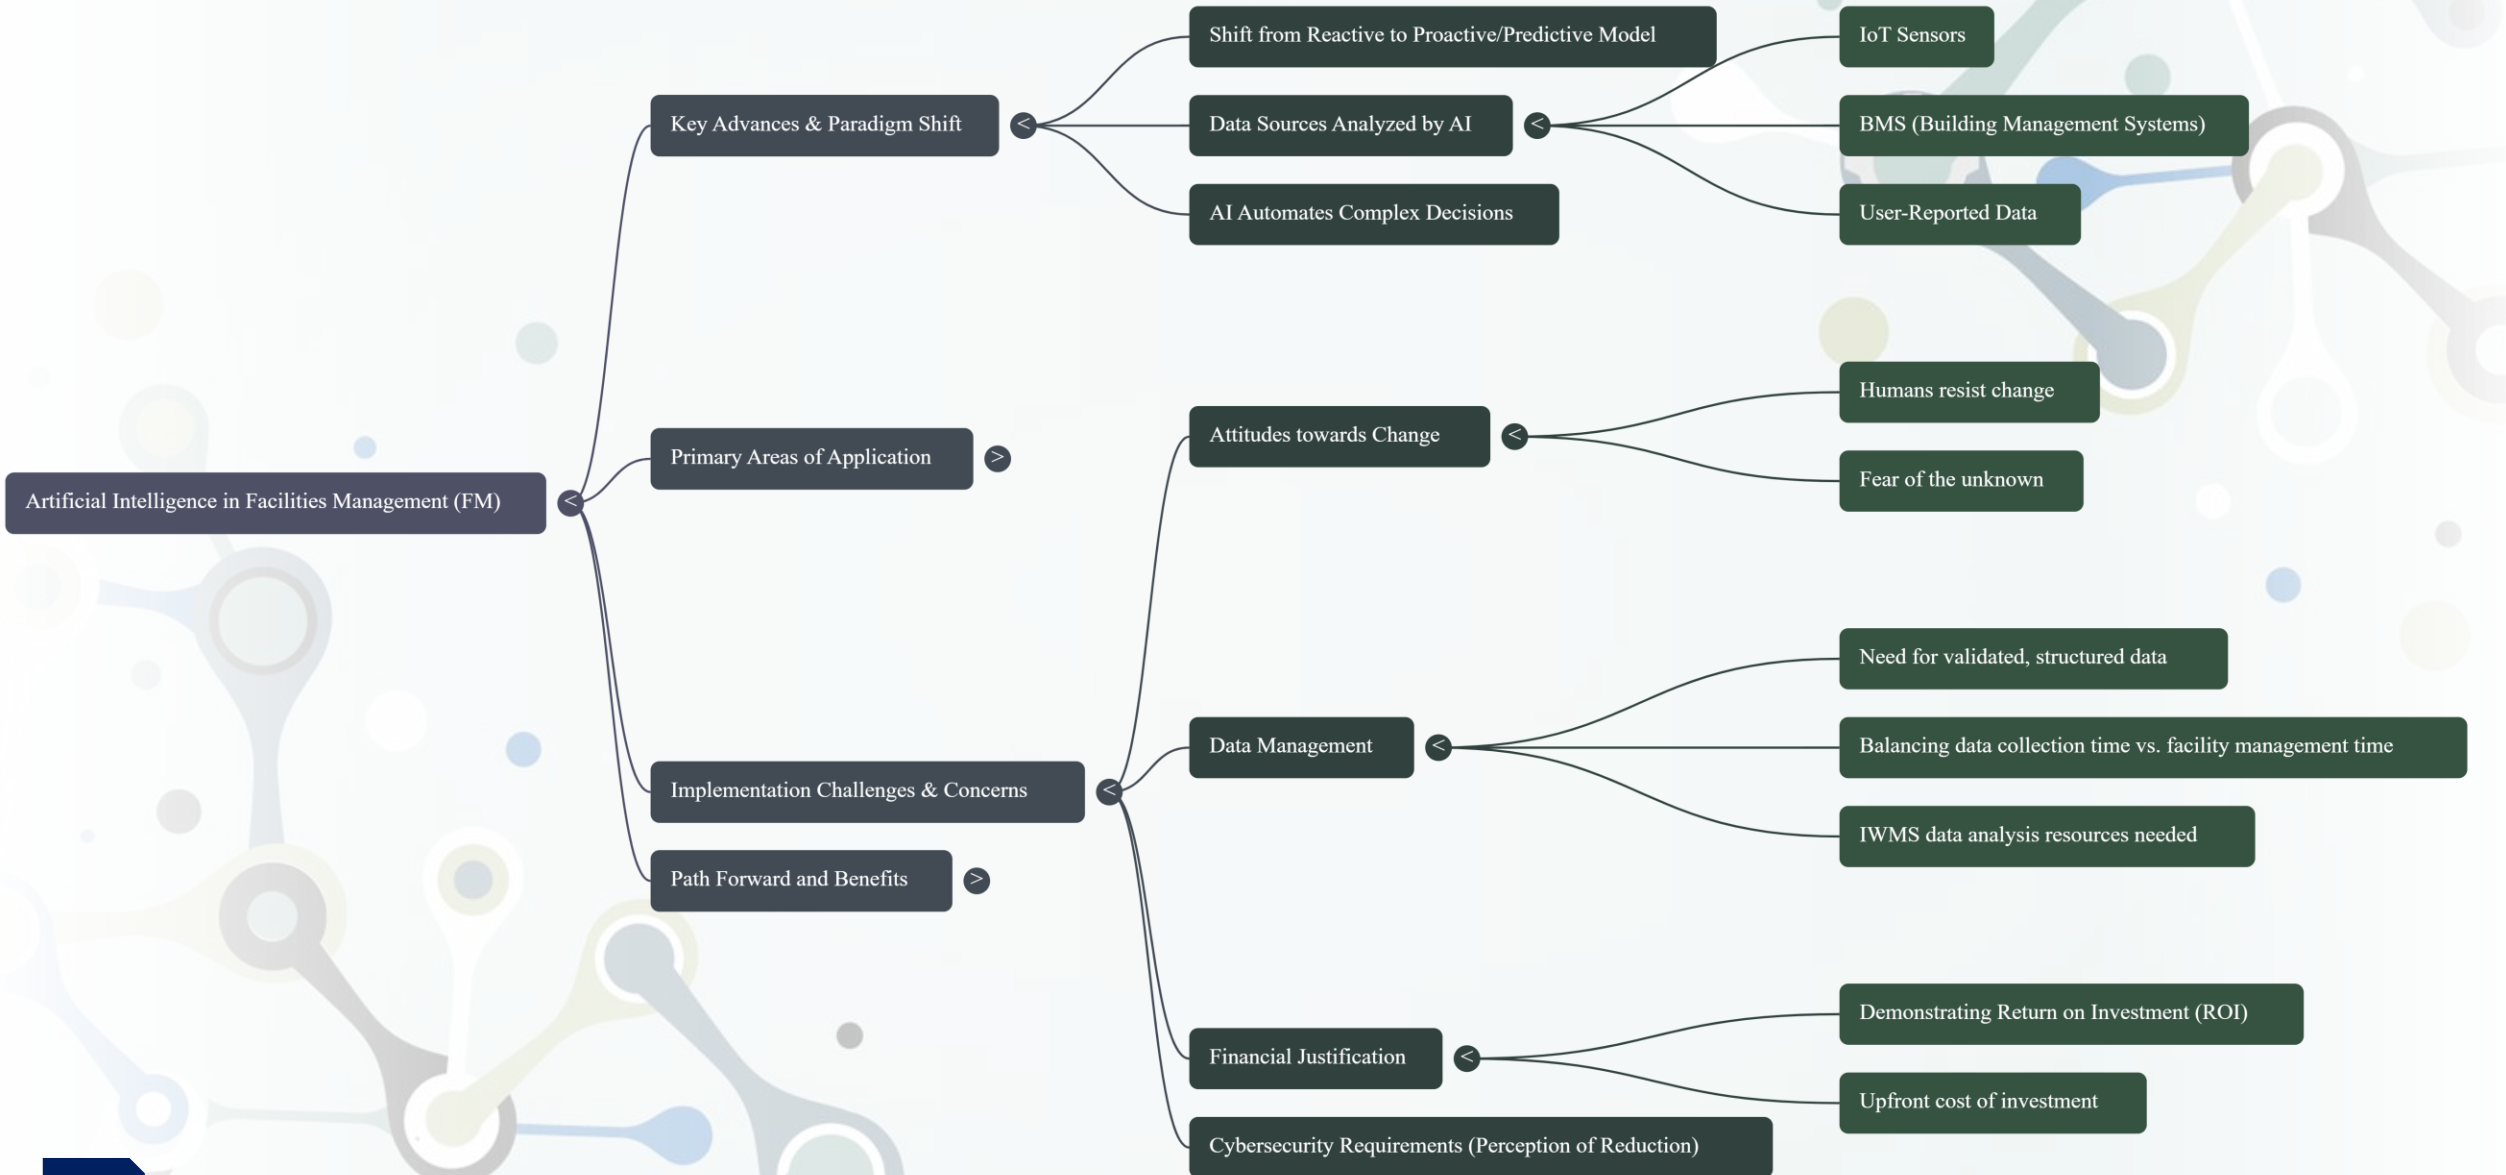 Artificial Intelligence in Facilities Management (FM)
<
Key Advances & Paradigm Shift
<
Shift from Reactive to Proactive/Predictive Model
Data Sources Analyzed by AI
<
IoT Sensors
BMS (Building Management Systems)
User-Reported Data
AI Automates Complex Decisions
Primary Areas of Application
>
Implementation Challenges & Concerns
<
Attitudes towards Change
<
Humans resist change
Fear of the unknown
Data Management
<
Need for validated, structured data
Balancing data collection time vs. facility management time
IWMS data analysis resources needed
Financial Justification
<
Demonstrating Return on Investment (ROI)
Upfront cost of investment
Cybersecurity Requirements (Perception of Reduction)
Path Forward and Benefits
>